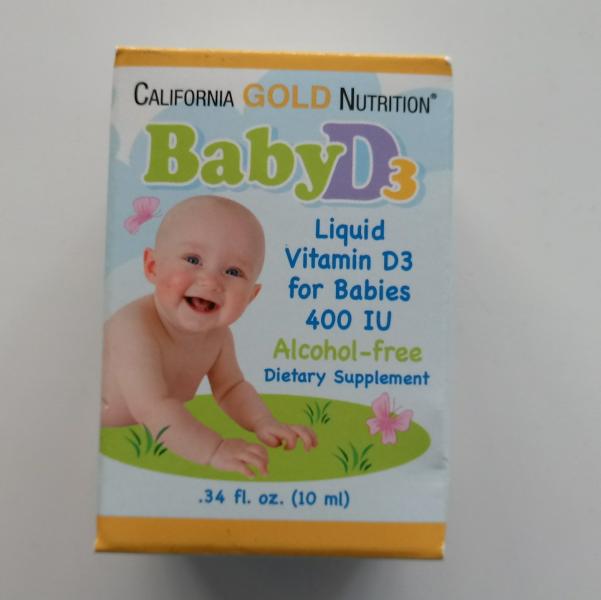 CALIFORNIA GOLD NUTRITION®
BabyD3
Liquid
Vitamin D3
for Babies
400 IU
Alcohol-free
Dietary Supplement
.34 fl. oz. (10 ml)